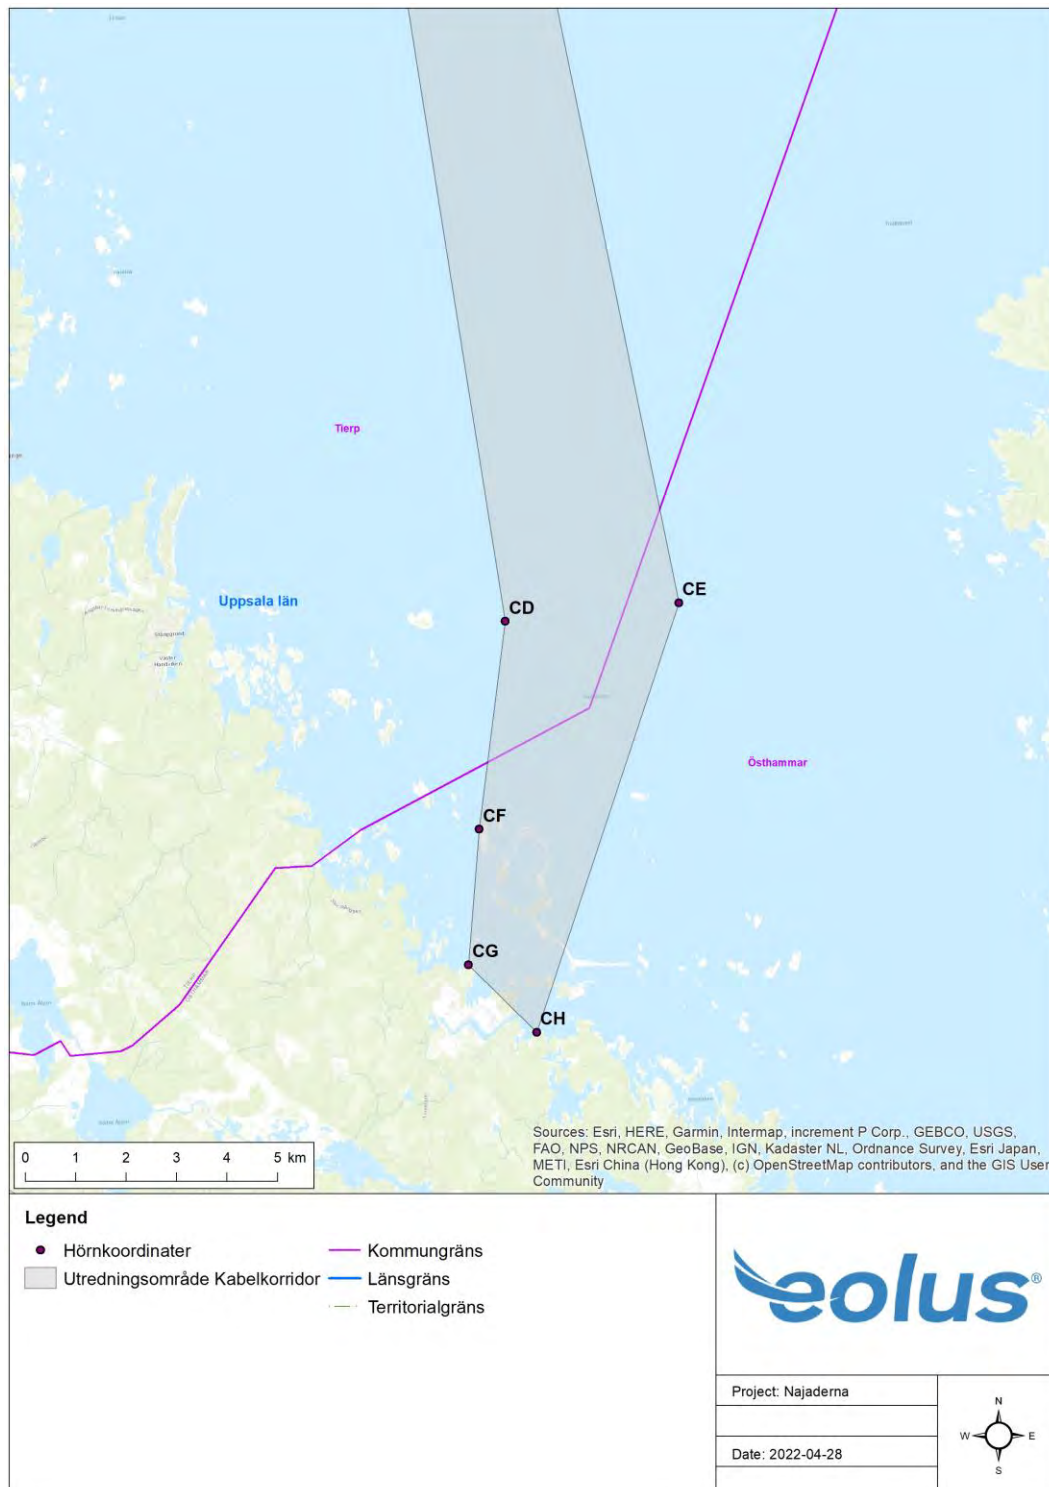 Tierp
Uppsala län
CD
CE
Östhammar
CF
CG
CH
0 1 2 3 4 5 km
Sources: Esri, HERE, Garmin, Intermap, increment P Corp., GEBCO, USGS,
FAO, NPS, NRCAN, GeoBase, IGN, Kadaster NL, Ordnance Survey, Esri Japan,
METI, Esri China (Hong Kong), (c) OpenStreetMap contributors, and the GIS User
Community
Legend
Hörnkoordinater
Utredningsområde Kabelkorridor
Kommungräns
Länsgräns
Territorialgräns
eolus®
Project: Najaderna
Date: 2022-04-28
N
W E
S